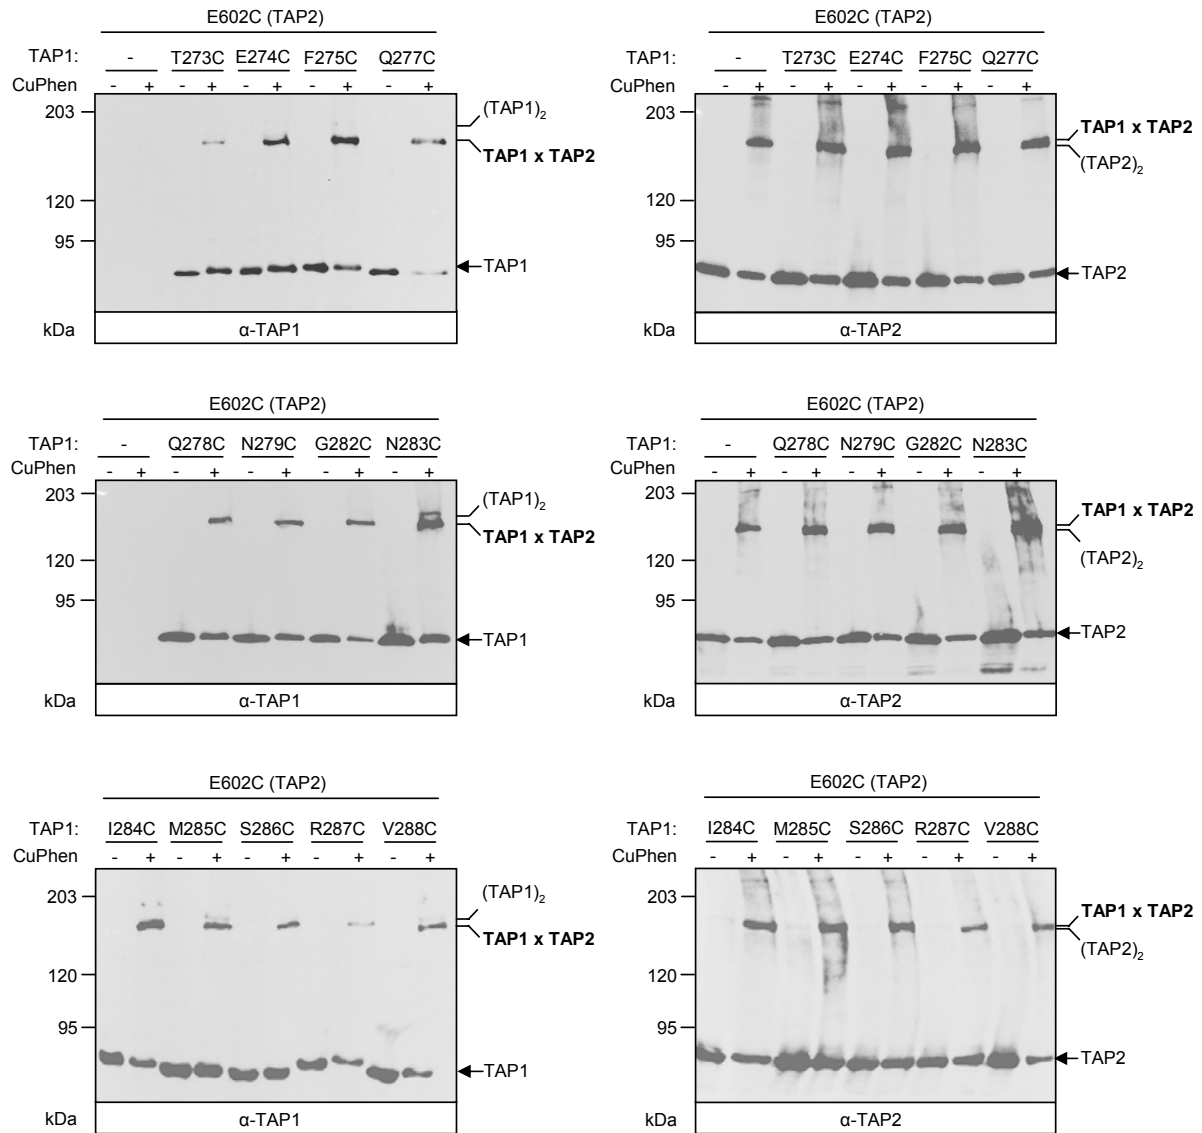 E602C (TAP2)
TAP1: - T273C E274C F275C Q277C
CuPhen - + - + - + - + - +
203
120
95
kDa
(TAP1)₂
TAP1 x TAP2
TAP1
α-TAP1
E602C (TAP2)
TAP1: - T273C E274C F275C Q277C
CuPhen - + - + - + - + - +
203
120
95
kDa
TAP1 x TAP2
(TAP2)₂
TAP2
α-TAP2
E602C (TAP2)
TAP1: - Q278C N279C G282C N283C
CuPhen - + - + - + - + - +
203
120
95
kDa
(TAP1)₂
TAP1 x TAP2
TAP1
α-TAP1
E602C (TAP2)
TAP1: - Q278C N279C G282C N283C
CuPhen - + - + - + - + - +
203
120
95
kDa
TAP1 x TAP2
(TAP2)₂
TAP2
α-TAP2
E602C (TAP2)
TAP1: I284C M285C S286C R287C V288C
CuPhen - + - + - + - + - +
203
120
95
kDa
(TAP1)₂
TAP1 x TAP2
TAP1
α-TAP1
E602C (TAP2)
TAP1: I284C M285C S286C R287C V288C
CuPhen - + - + - + - + - +
203
120
95
kDa
TAP1 x TAP2
(TAP2)₂
TAP2
α-TAP2